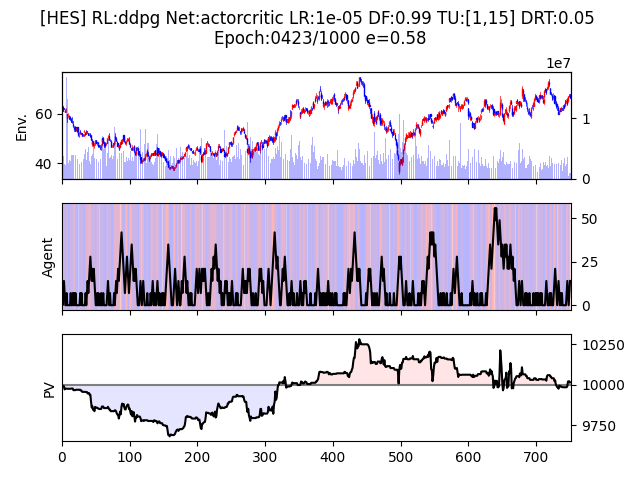 [HES] RL:ddpg Net:actorcritic LR:1e-05 DF:0.99 TU:[1,15] DRT:0.05
Epoch:0423/1000 e=0.58
1e7
Env.
60
40
1
0
Agent
50
25
0
PV
10250
10000
9750
0 100 200 300 400 500 600 700